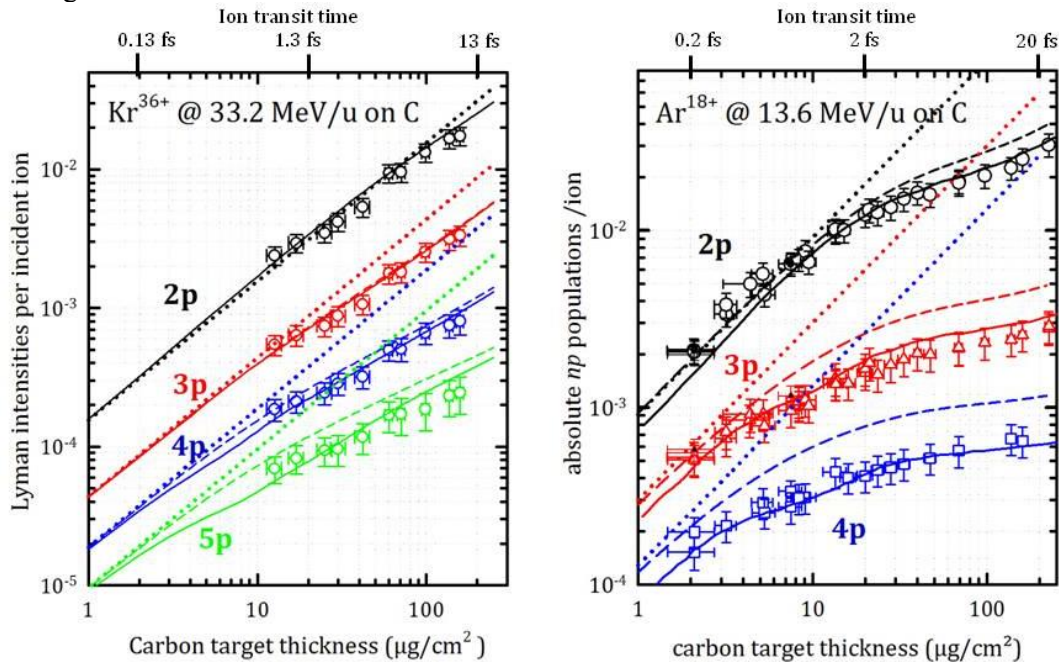 Ion transit time
0.13 fs 1.3 fs 13 fs
Kr36+ @ 33.2 MeV/u on C
Lyman intensities per incident ion
10-2
10-3
10-4
10-5
2p
3p
4p
5p
1 10 100
Carbon target thickness (µg/cm2)
Ion transit time
0.2 fs 2 fs 20 fs
Ar18+ @ 13.6 MeV/u on C
absolute np populations /ion
10-2
10-3
10-4
2p
3p
4p
1 10 100
carbon target thickness (µg/cm2)